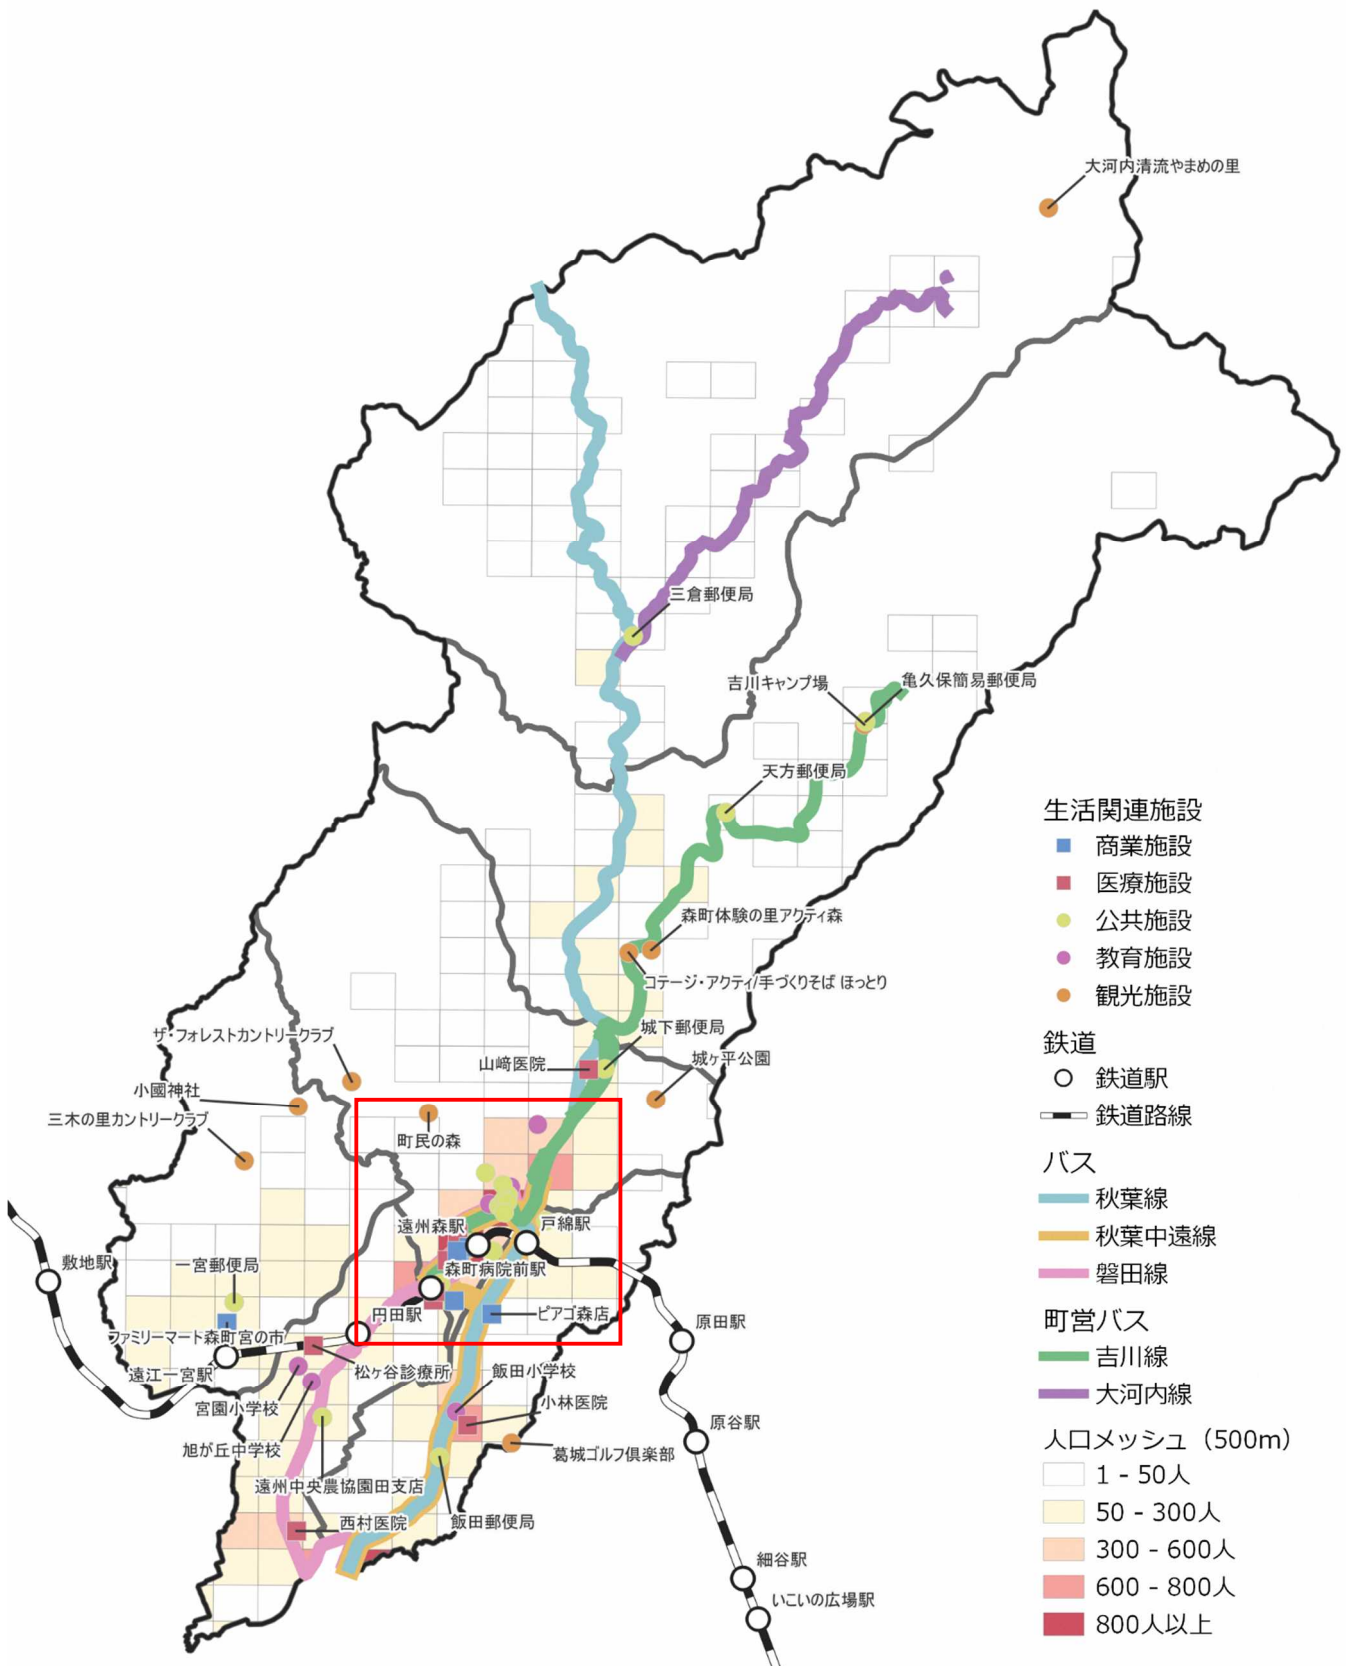 大河内清流やまめの里
三倉郵便局
吉川キャンプ場
亀久保簡易郵便局
天方郵便局
森町体験の里アクティ森
コテージ・アクティ/手づくりそば ほっとり
城下郵便局
ザ・フォレストカントリークラブ
山﨑医院
城ヶ平公園
小國神社
三木の里カントリークラブ
町民の森
遠州森駅
戸綿駅
敷地駅
一宮郵便局
森町病院前駅
円田駅
ピアゴ森店
原田駅
ファミリーマート森町宮の市
遠江一宮駅
松ヶ谷診療所
飯田小学校
宮園小学校
小林医院
原谷駅
旭が丘中学校
葛城ゴルフ倶楽部
遠州中央農協園田支店
西村医院
飯田郵便局
細谷駅
いこいの広場駅
生活関連施設
商業施設
医療施設
公共施設
教育施設
観光施設
鉄道
鉄道駅
鉄道路線
バス
秋葉線
秋葉中遠線
磐田線
町営バス
吉川線
大河内線
人口メッシュ（500m）
1 - 50人
50 - 300人
300 - 600人
600 - 800人
800人以上